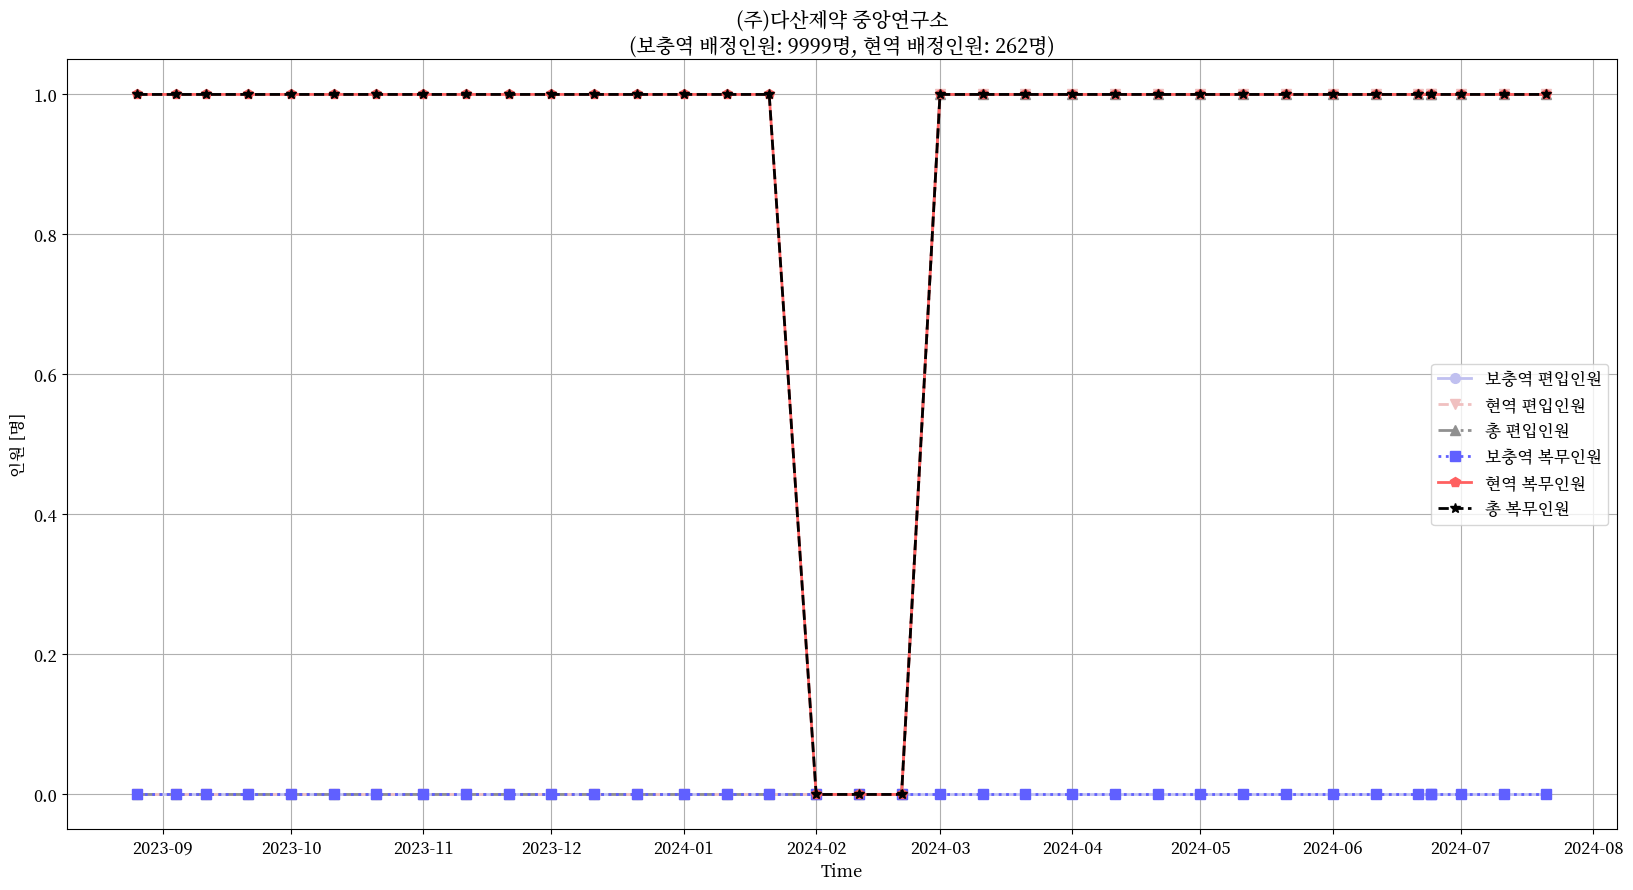 (주)다산제약 중앙연구소
(보충역 배정인원: 9999명, 현역 배정인원: 262명)
인원 [명]
1.0
0.8
0.6
0.4
0.2
0.0
보충역 편입인원
현역 편입인원
총 편입인원
보충역 복무인원
현역 복무인원
총 복무인원
2023-09 2023-10 2023-11 2023-12 2024-01 2024-02 2024-03 2024-04 2024-05 2024-06 2024-07 2024-08
Time